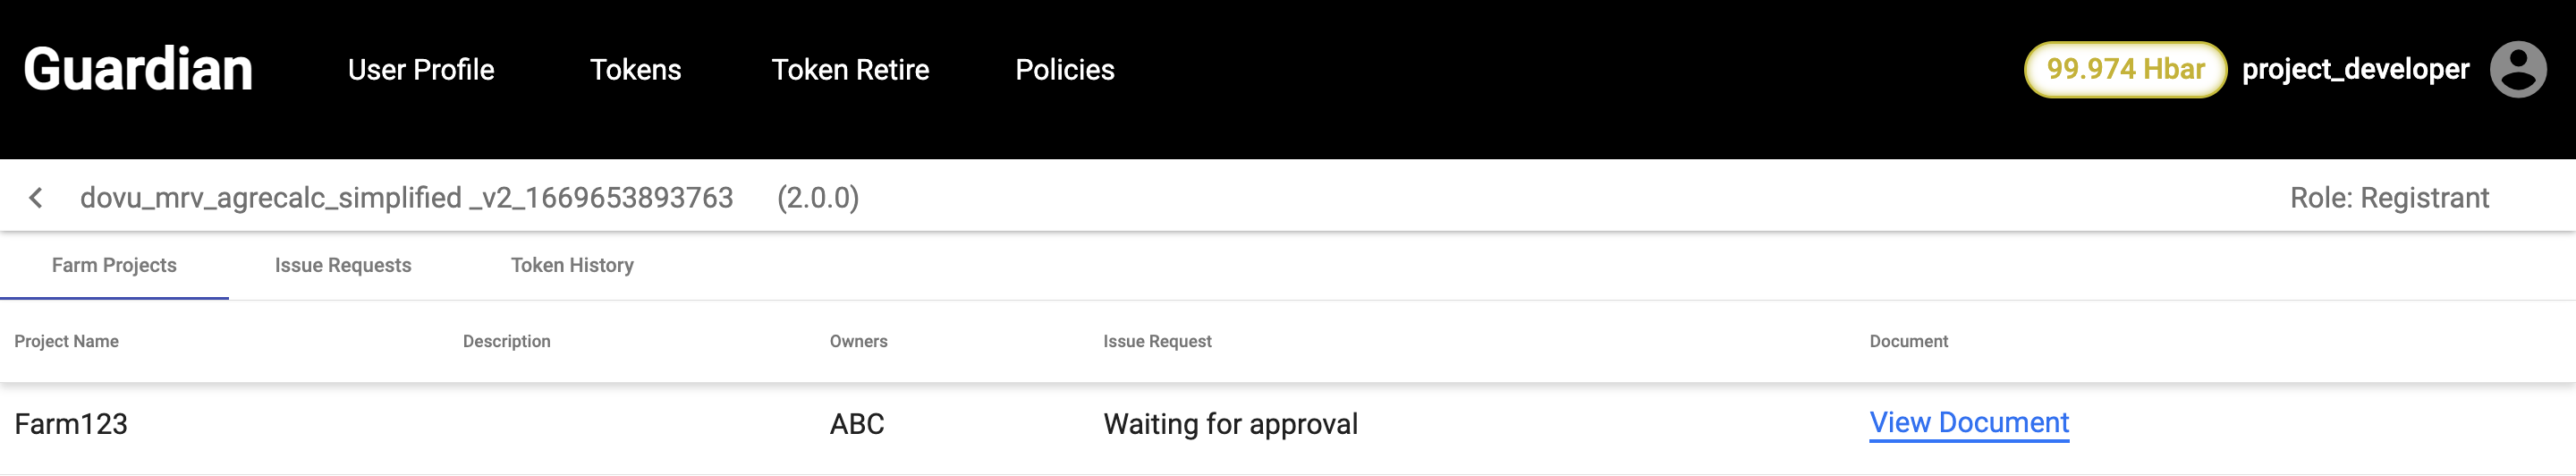 Guardian User Profile Tokens Token Retire Policies 99.974 Hbar project_developer
dovu_mrv_agrecalc_simplified _v2_1669653893763 (2.0.0) Role: Registrant
Farm Projects Issue Requests Token History
Project Name Description Owners Issue Request Document
Farm123 ABC Waiting for approval View Document